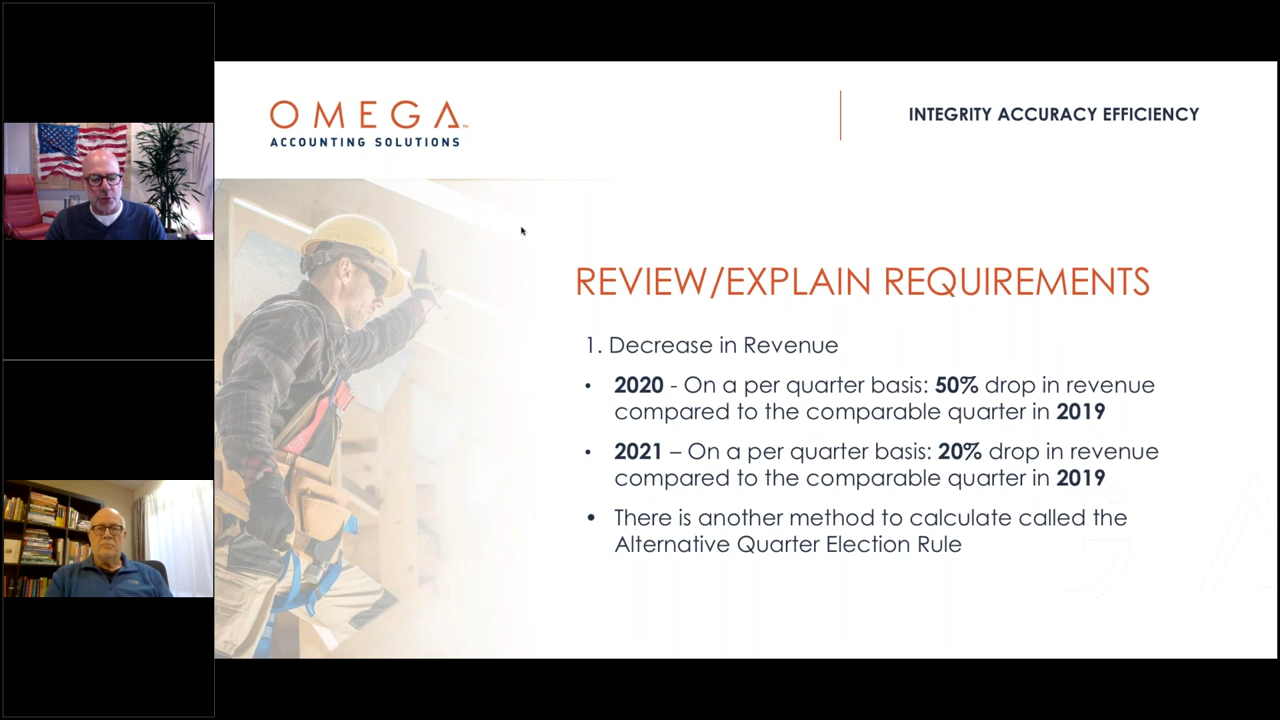 OMEGA™
ACCOUNTING SOLUTIONS
INTEGRITY ACCURACY EFFICIENCY
REVIEW/EXPLAIN REQUIREMENTS
1. Decrease in Revenue
• 2020 - On a per quarter basis: 50% drop in revenue
compared to the comparable quarter in 2019
• 2021 – On a per quarter basis: 20% drop in revenue
compared to the comparable quarter in 2019
• There is another method to calculate called the
Alternative Quarter Election Rule